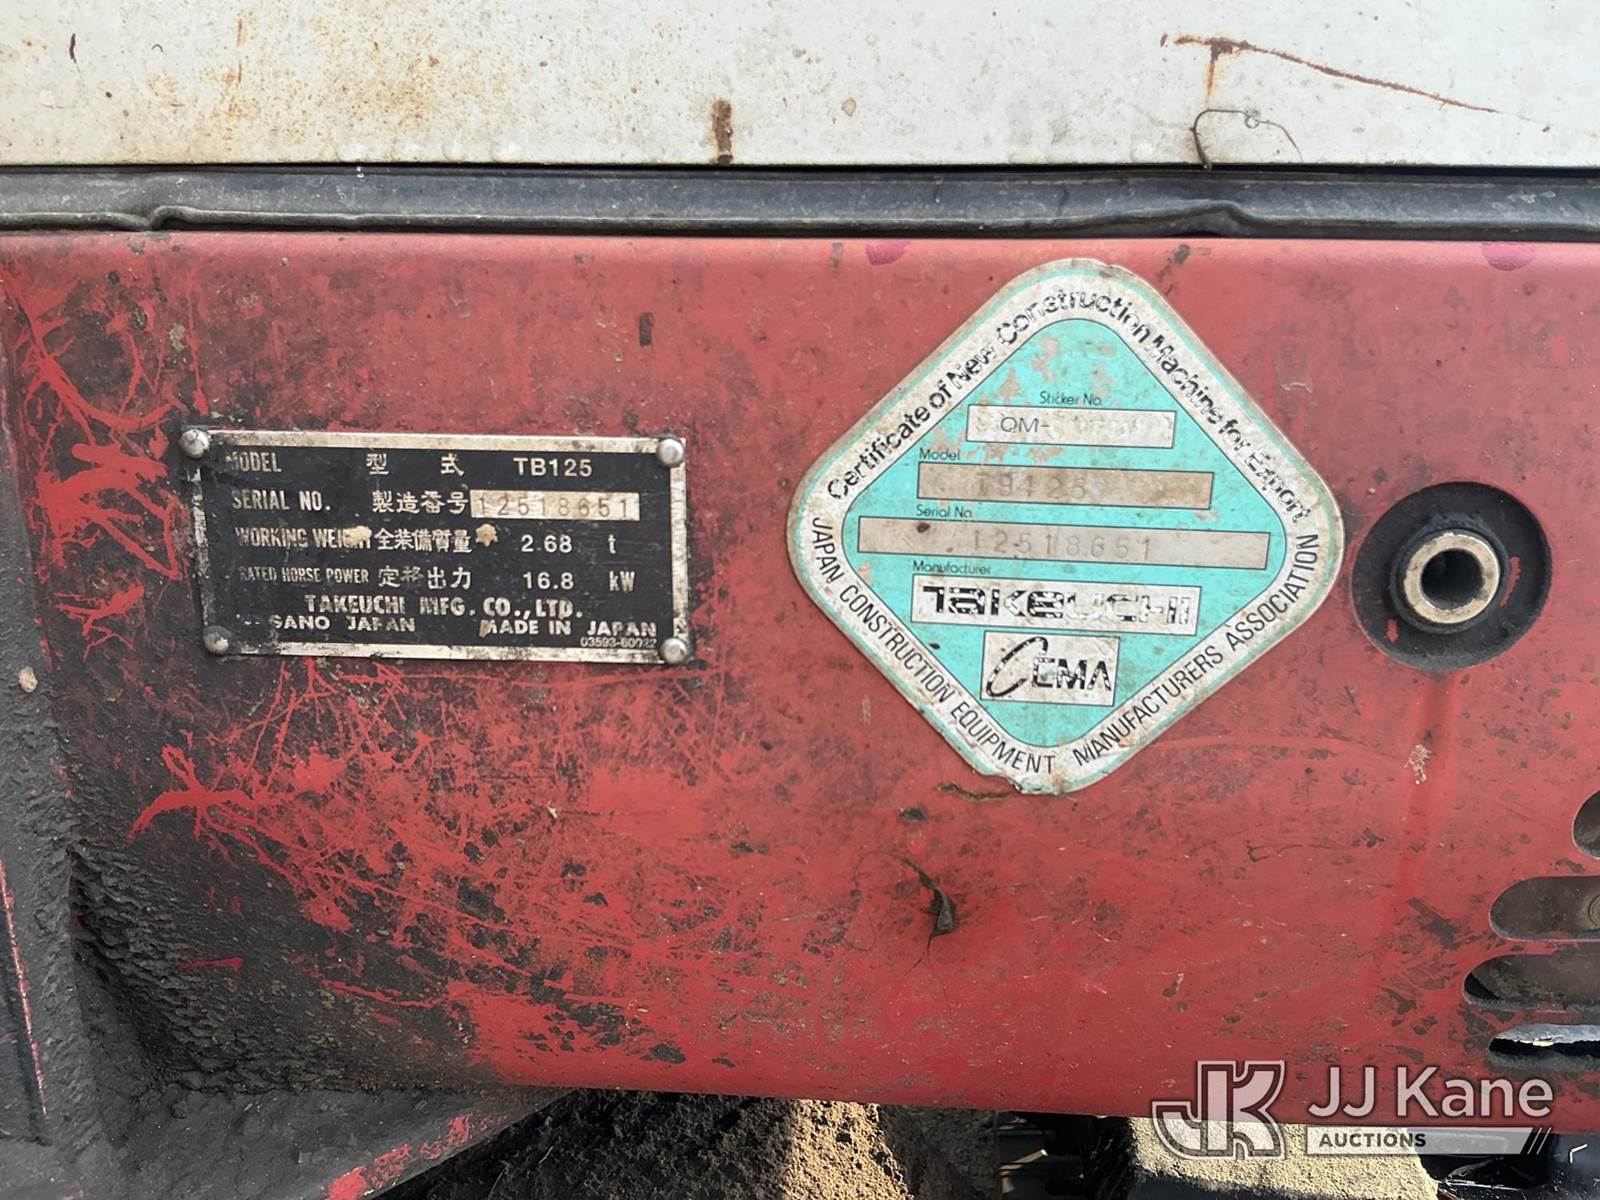 MODEL 型式 TB125
SERIAL NO. 製造番号 12518651
WORKING WEIGHT 全装備質量 2.68 t
RATED HORSE POWER 定格出力 16.8 kW
TAKEUCHI MFG. CO., LTD.
JAPAN MADE IN JAPAN
03593-60022
Certificate of New Construction Machine for Export
Sticker No.
QM-
Model
Serial No.
12518651
Manufacturer
TAKEUCHI
CEMA
JAPAN CONSTRUCTION EQUIPMENT MANUFACTURERS ASSOCIATION
JJ Kane
AUCTIONS